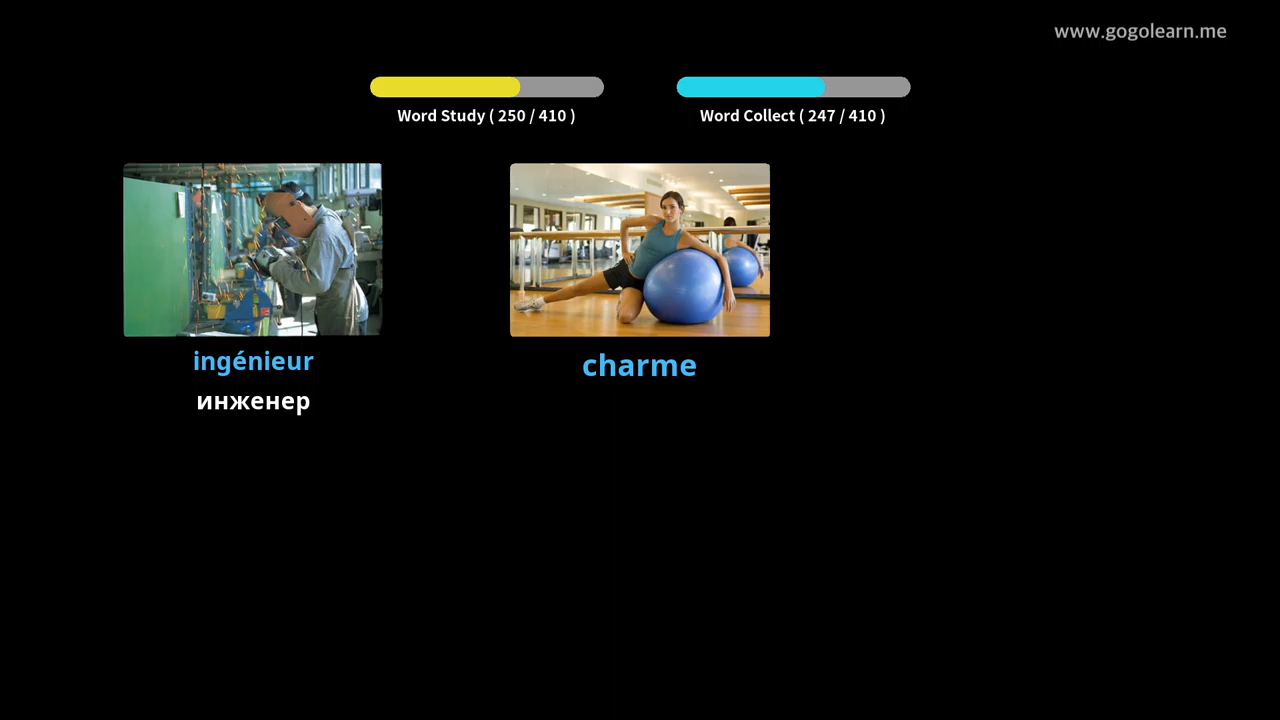 www.gogolearn.me
Word Study ( 250 / 410 )
Word Collect ( 247 / 410 )
ingénieur
инженер
charme